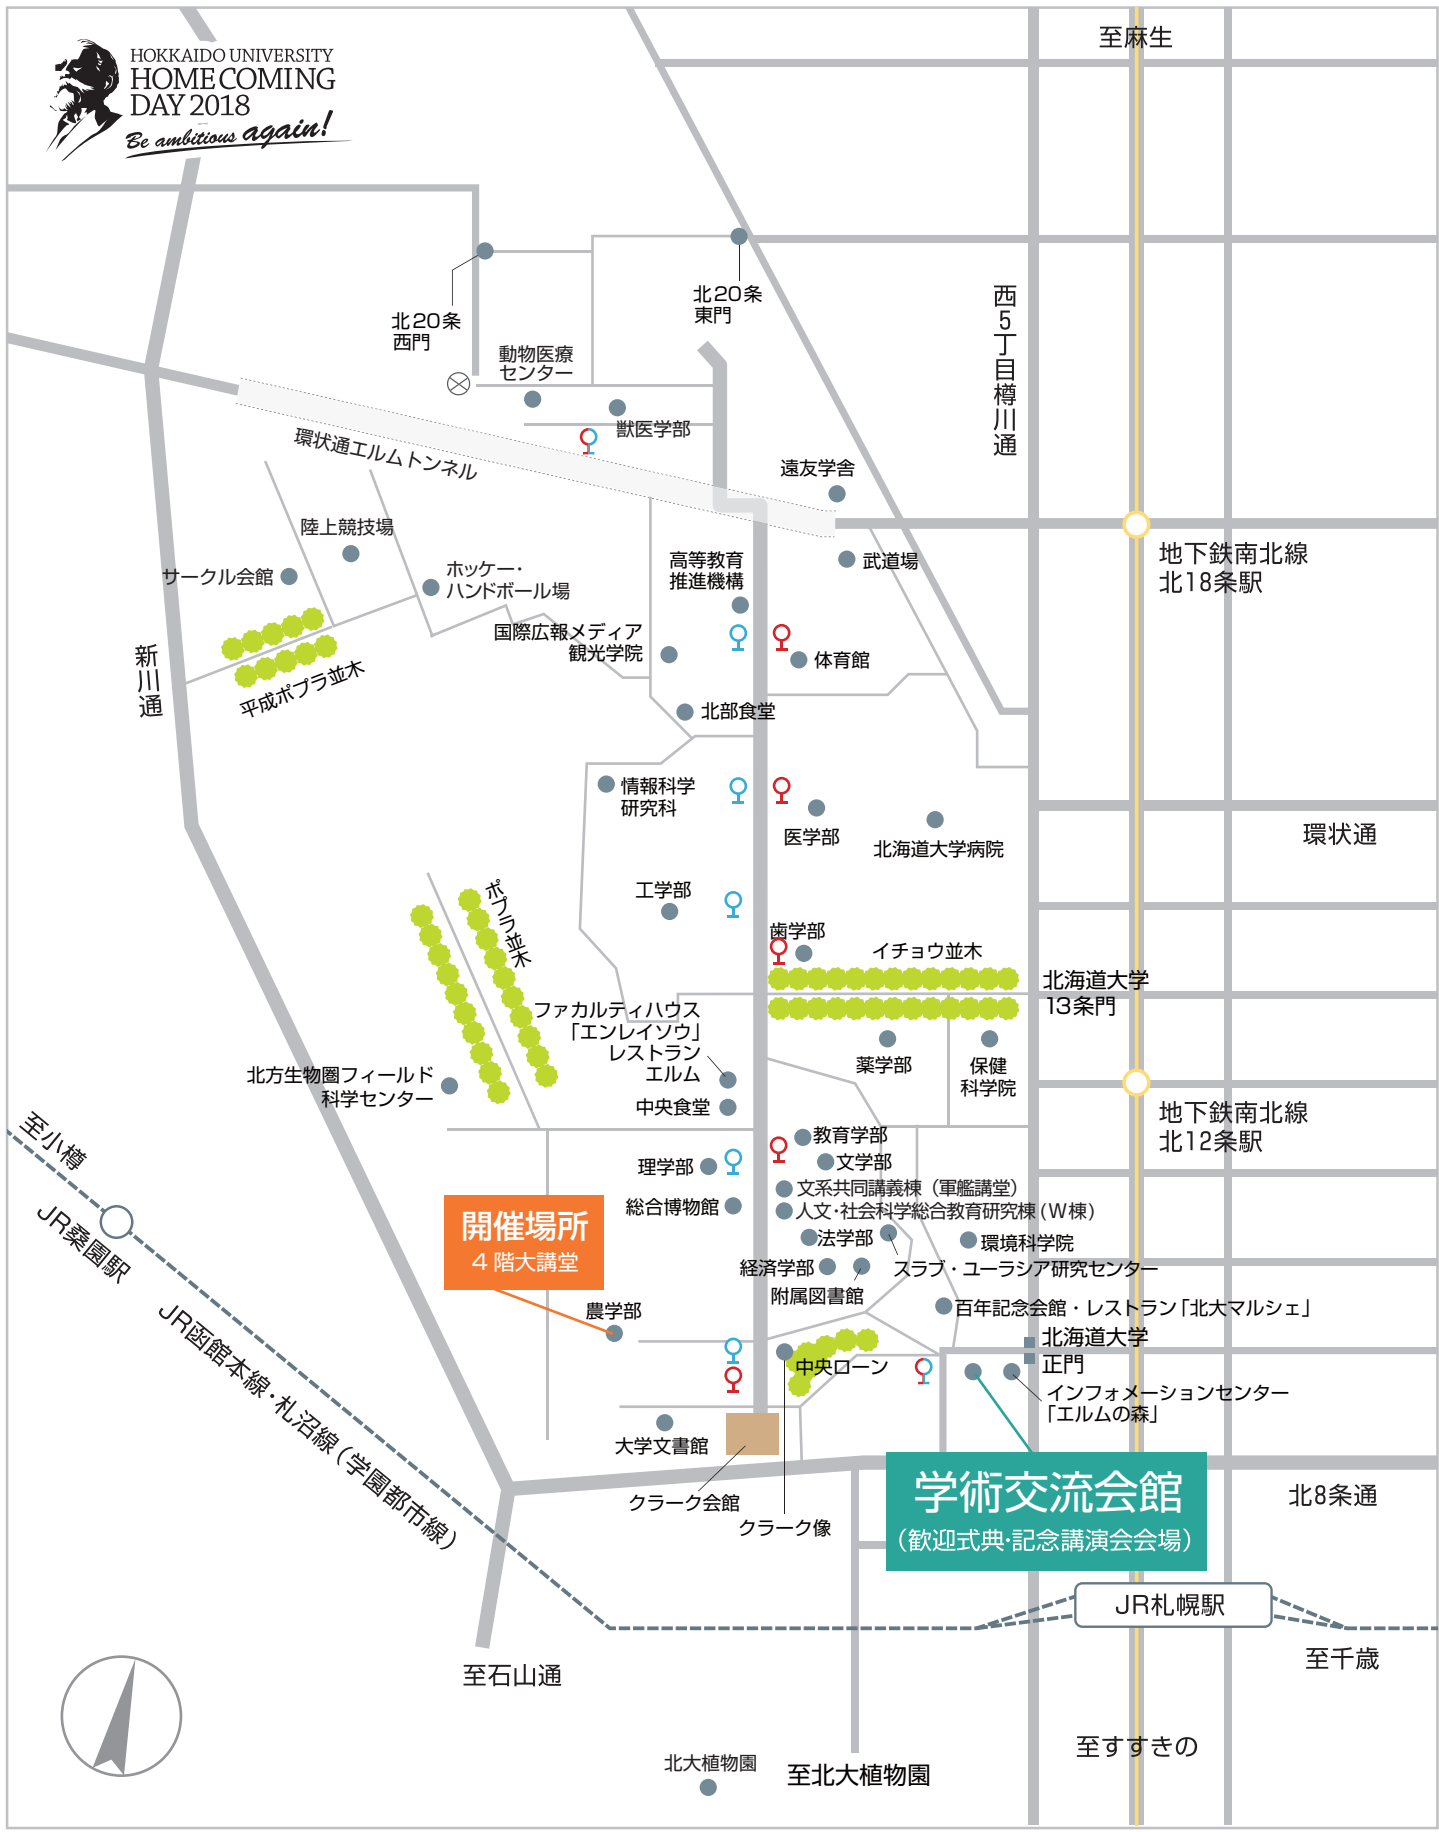 至麻生
HOKKAIDO UNIVERSITY
HOME COMING
DAY 2018
Be ambitious again!
北20条
東門
北20条
西門
西5丁目樽川通
動物医療
センター
獣医学部
環状通エルムトンネル
遠友学舎
陸上競技場
サークル会館
ホッケー・
ハンドボール場
高等教育
推進機構
武道場
地下鉄南北線
北18条駅
国際広報メディア
観光学院
体育館
新川通
平成ポプラ並木
北部食堂
情報科学
研究科
医学部
北海道大学病院
環状通
工学部
ポプラ並木
歯学部
イチョウ並木
北海道大学
13条門
ファカルティハウス
「エンレイソウ」
レストラン
エルム
薬学部
保健
科学院
北方生物圏フィールド
科学センター
中央食堂
地下鉄南北線
北12条駅
至小樽
教育学部
文学部
理学部
文系共同講義棟（軍艦講堂）
総合博物館
人文・社会科学総合教育研究棟(W棟)
JR桑園駅
開催場所
4 階大講堂
法学部
環境科学院
経済学部
スラブ・ユーラシア研究センター
附属図書館
農学部
百年記念会館・レストラン「北大マルシェ」
北海道大学
正門
中央ローン
インフォメーションセンター
「エルムの森」
JR函館本線・札沼線（学園都市線）
大学文書館
クラーク会館
クラーク像
学術交流会館
（歓迎式典・記念講演会会場）
北8条通
JR札幌駅
至千歳
至石山通
至すすきの
北大植物園
至北大植物園